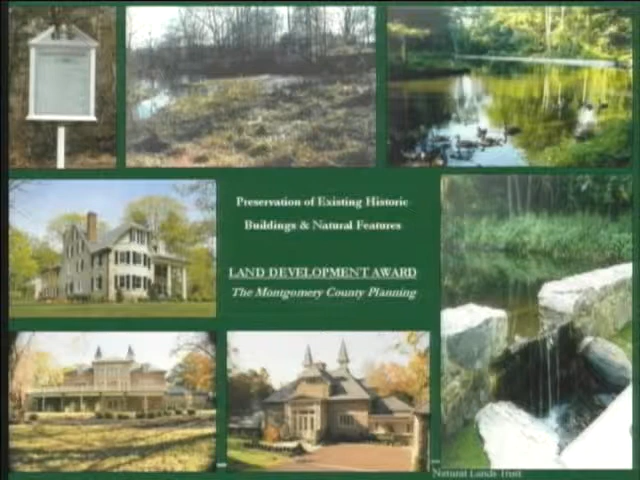 Preservation of Existing Historic
Buildings & Natural Features
LAND DEVELOPMENT AWARD
The Montgomery County Planning
Natural Lands Trust